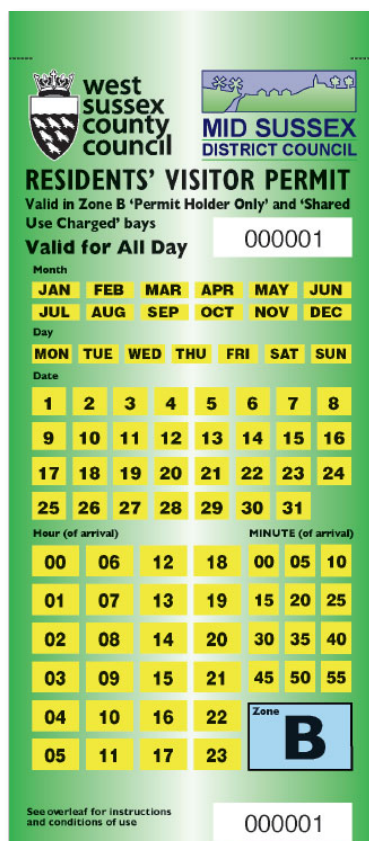 west
sussex
county
council
MID SUSSEX
DISTRICT COUNCIL
RESIDENTS' VISITOR PERMIT
Valid in Zone B 'Permit Holder Only' and 'Shared
Use Charged' bays
Valid for All Day
000001
Month
JAN FEB MAR APR MAY JUN
JUL AUG SEP OCT NOV DEC
Day
MON TUE WED THU FRI SAT SUN
Date
1 2 3 4 5 6 7 8
9 10 11 12 13 14 15 16
17 18 19 20 21 22 23 24
25 26 27 28 29 30 31
Hour (of arrival) MINUTE (of arrival)
00 06 12 18 00 05 10
01 07 13 19 15 20 25
02 08 14 20 30 35 40
03 09 15 21 45 50 55
04 10 16 22
05 11 17 23
Zone
B
See overleaf for instructions
and conditions of use
000001